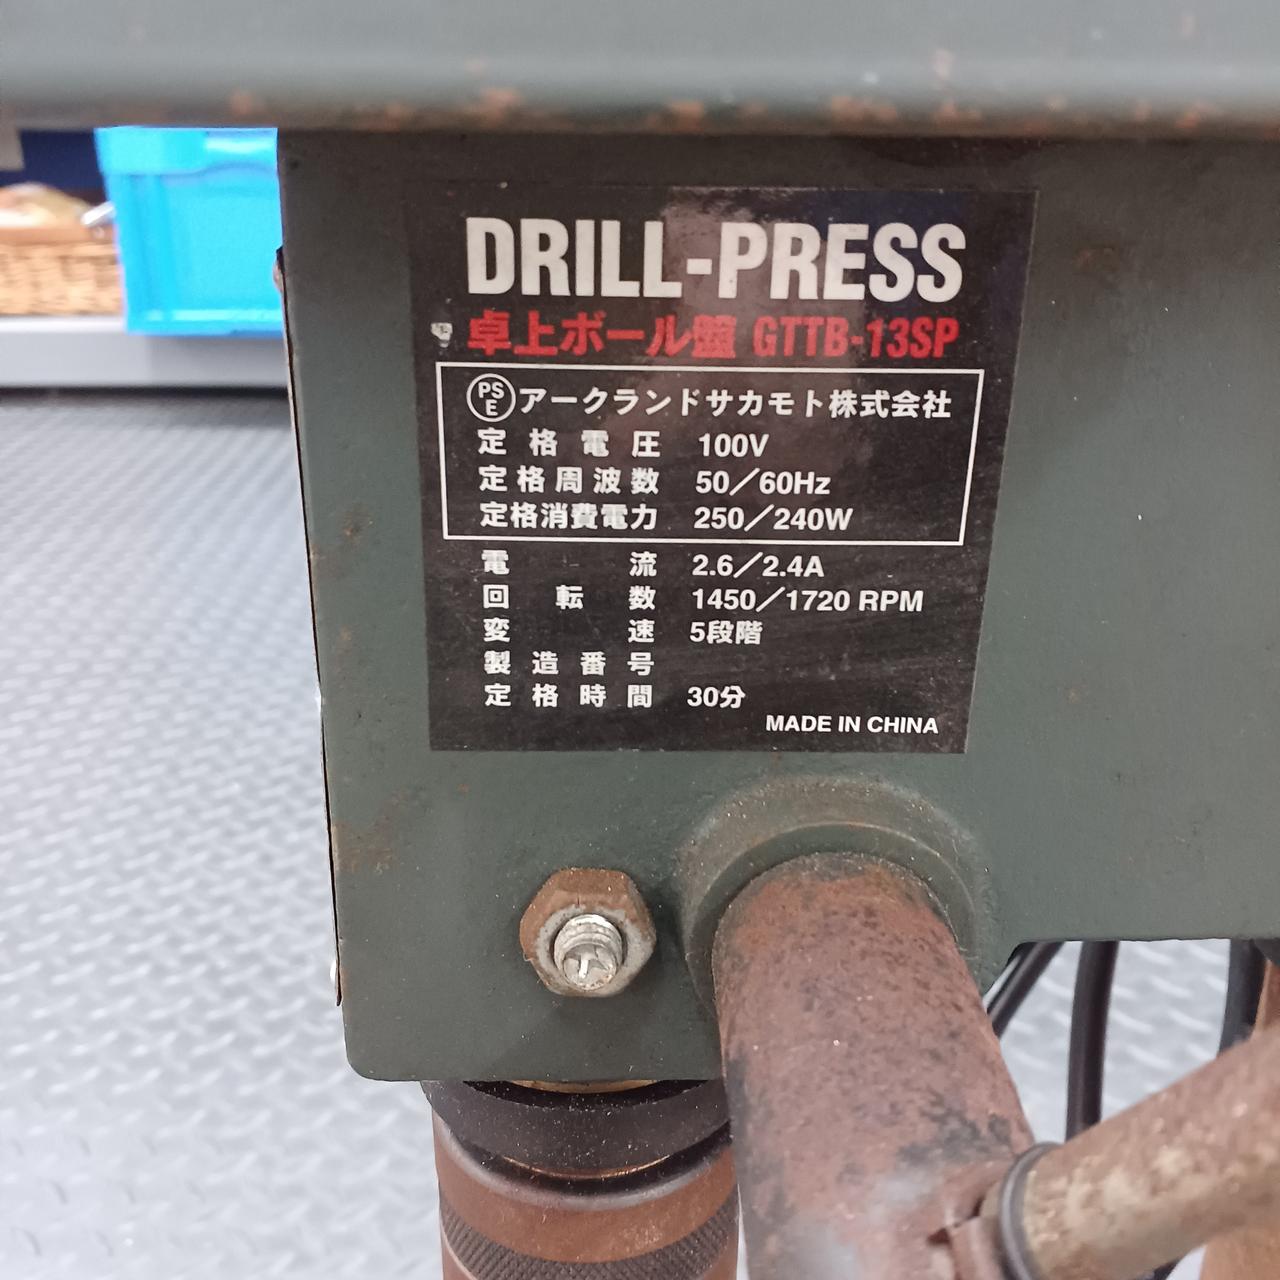 DRILL-PRESS
卓上ボール盤 GTTB-13SP
PSE アークランドサカモト株式会社
定格電圧 100V
定格周波数 50/60Hz
定格消費電力 250/240W
電流 2.6/2.4A
回転数 1450/1720 RPM
変速 5段階
製造番号
定格時間 30分
MADE IN CHINA